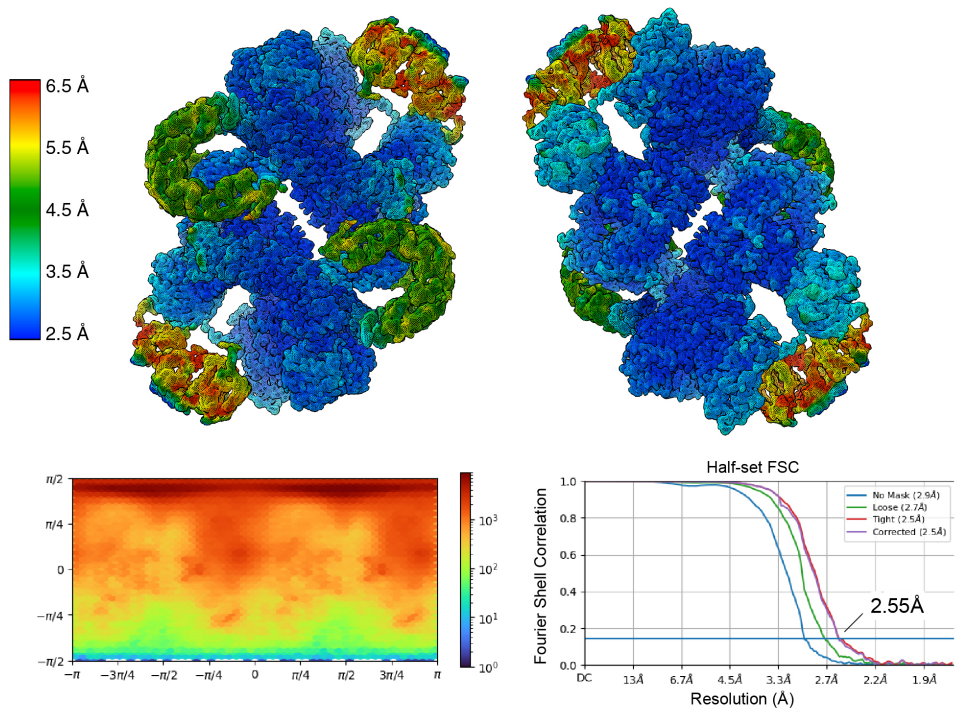 6.5 Å
5.5 Å
4.5 Å
3.5 Å
2.5 Å
π/2
π/4
0
−π/4
−π/2
−π
−3π/4
−π/2
−π/4
0
π/4
π/2
3π/4
π
10³
10²
10¹
10⁰
Half-set FSC
Fourier Shell Correlation
1.0
0.8
0.6
0.4
0.2
0.0
No Mask (2.9Å)
Loose (2.7Å)
Tight (2.5Å)
Corrected (2.5Å)
2.55Å
DC
13Å
6.7Å
4.5Å
3.3Å
2.7Å
2.2Å
1.9Å
Resolution (Å)